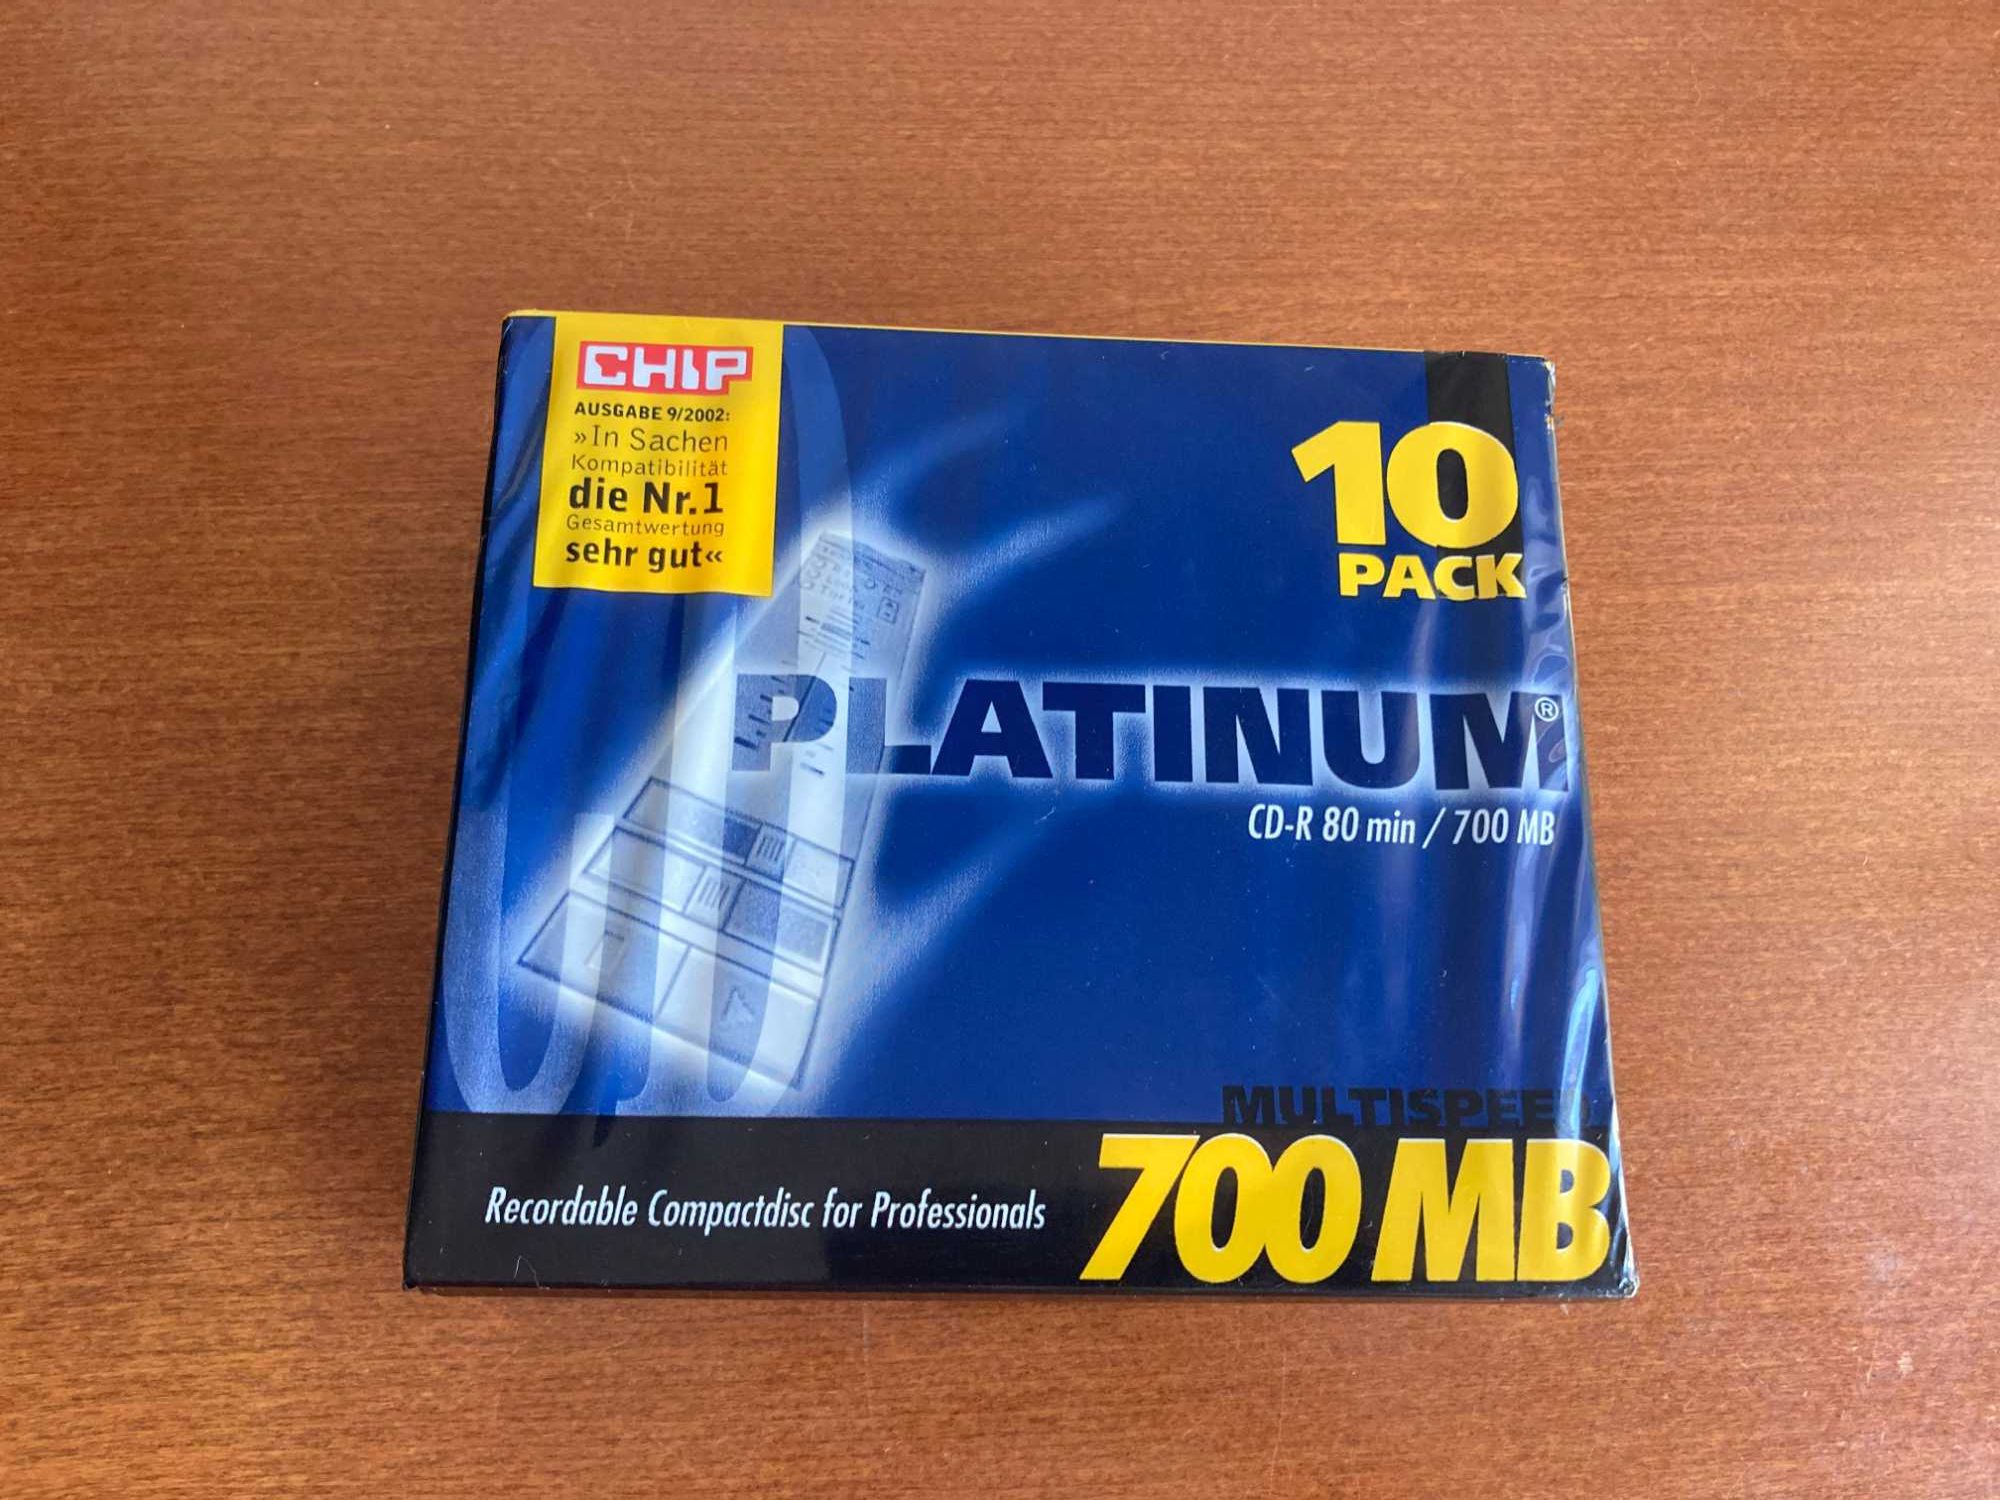 CHIP
AUSGABE 9/2002:
»In Sachen
Kompatibilität
die Nr.1
Gesamtwertung
sehr gut«
10
PACK
PLATINUM®
CD-R 80 min / 700 MB
MULTISPEED
700 MB
Recordable Compactdisc for Professionals